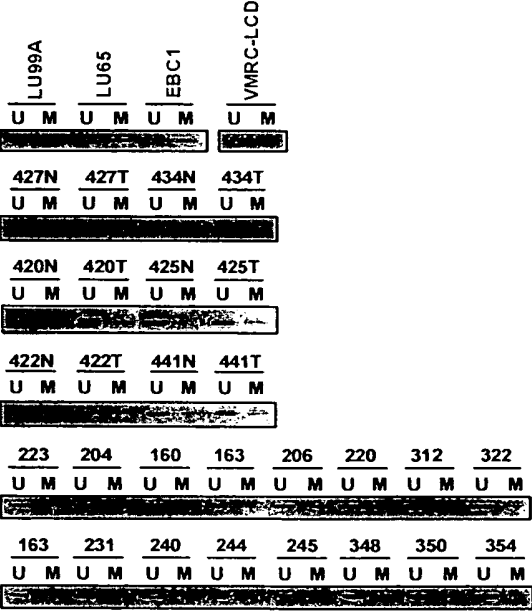 LU99A LU65 EBC1 VMRC-LCD
U M U M U M U M
427N 427T 434N 434T
U M U M U M U M
420N 420T 425N 425T
U M U M U M U M
422N 422T 441N 441T
U M U M U M U M
223 204 160 163 206 220 312 322
U M U M U M U M U M U M U M U M
163 231 240 244 245 348 350 354
U M U M U M U M U M U M U M U M